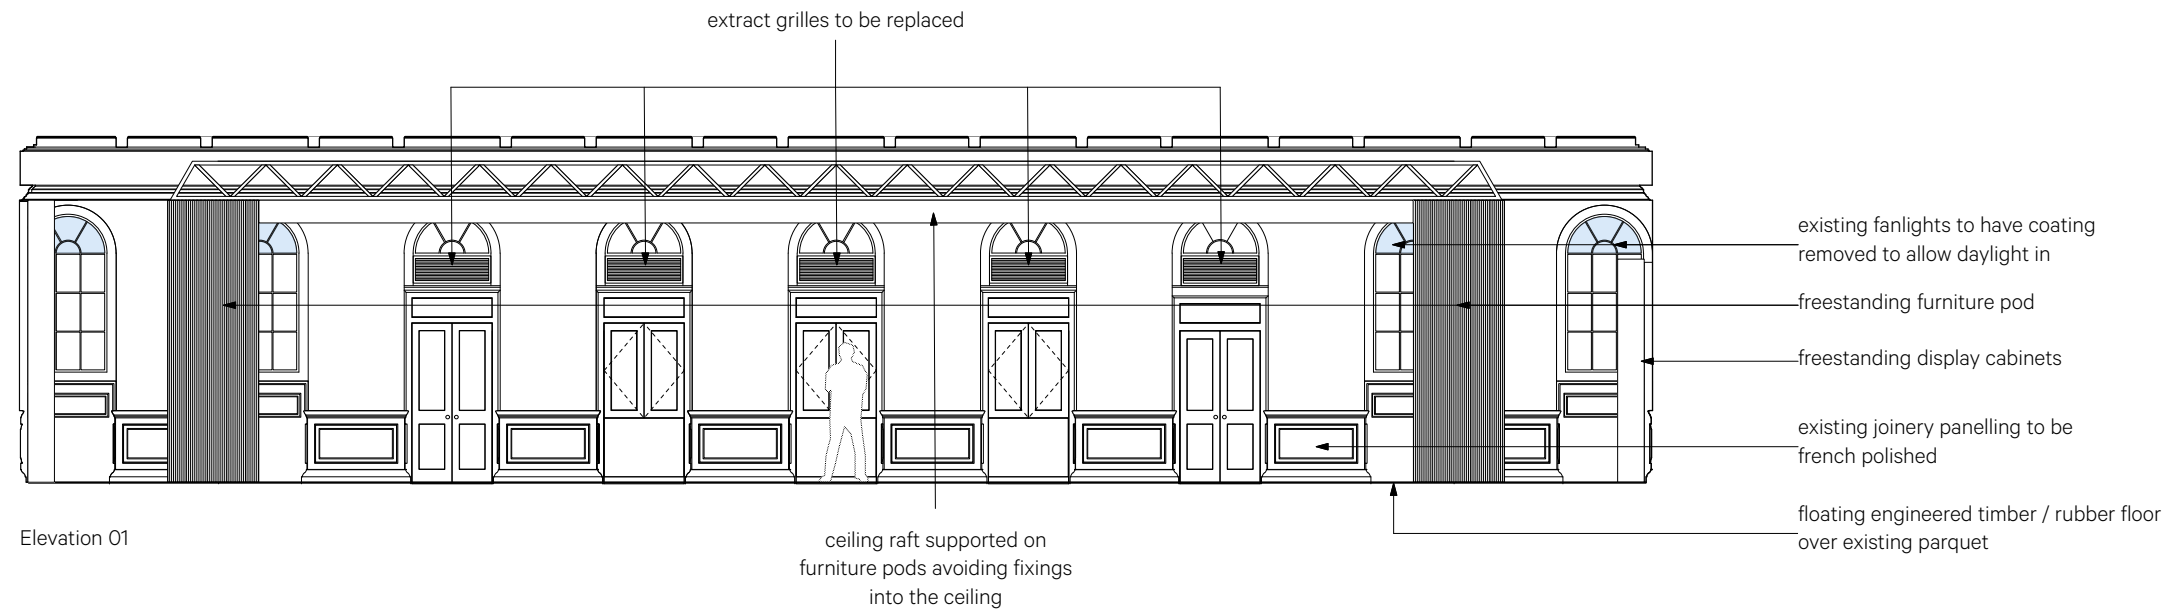 extract grilles to be replaced
existing fanlights to have coating
removed to allow daylight in
freestanding furniture pod
freestanding display cabinets
existing joinery panelling to be
french polished
floating engineered timber / rubber floor
over existing parquet
Elevation 01
ceiling raft supported on
furniture pods avoiding fixings
into the ceiling